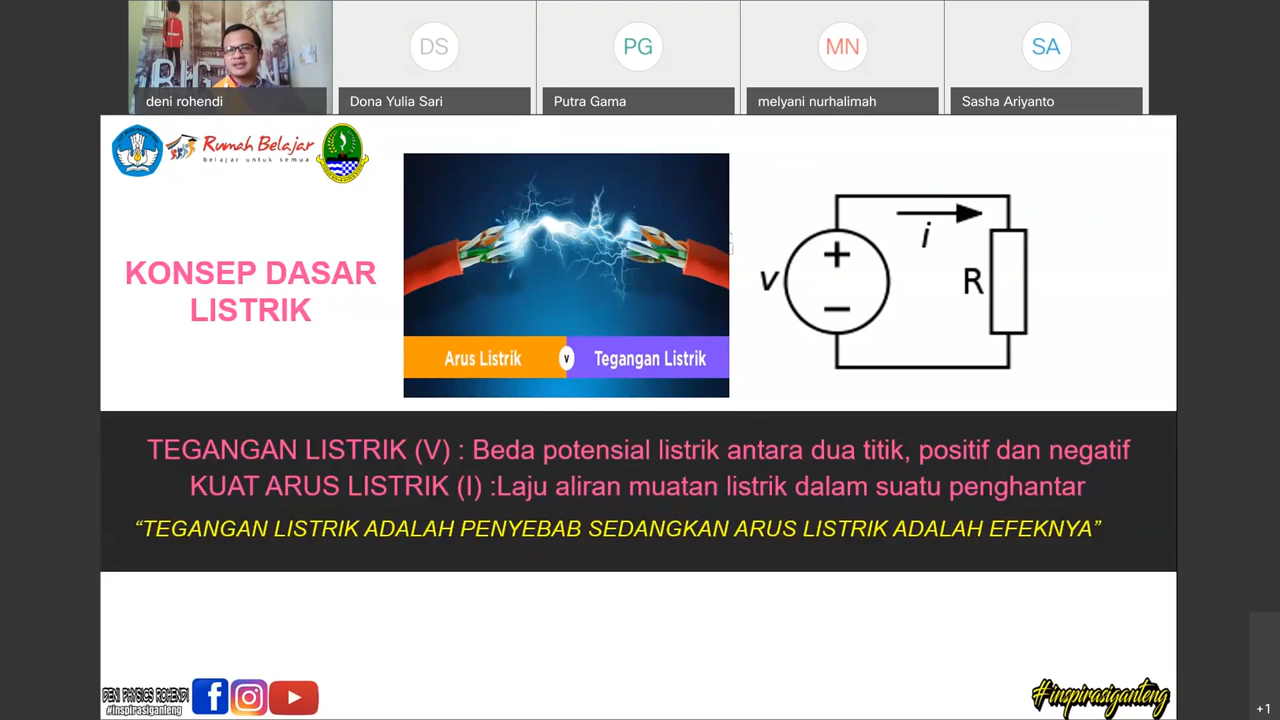 DS
PG
MN
SA
deni rohendi
Dona Yulia Sari
Putra Gama
melyani nurhalimah
Sasha Ariyanto
Rumah Belajar
belajar untuk semua
KONSEP DASAR
LISTRIK
Arus Listrik
v
Tegangan Listrik
i
v
+
−
R
TEGANGAN LISTRIK (V) : Beda potensial listrik antara dua titik, positif dan negatif
KUAT ARUS LISTRIK (I) :Laju aliran muatan listrik dalam suatu penghantar
“TEGANGAN LISTRIK ADALAH PENYEBAB SEDANGKAN ARUS LISTRIK ADALAH EFEKNYA”
DENI PHYSICS ROHENDI
#inspirasiganteng
f
#inspirasiganteng
+1